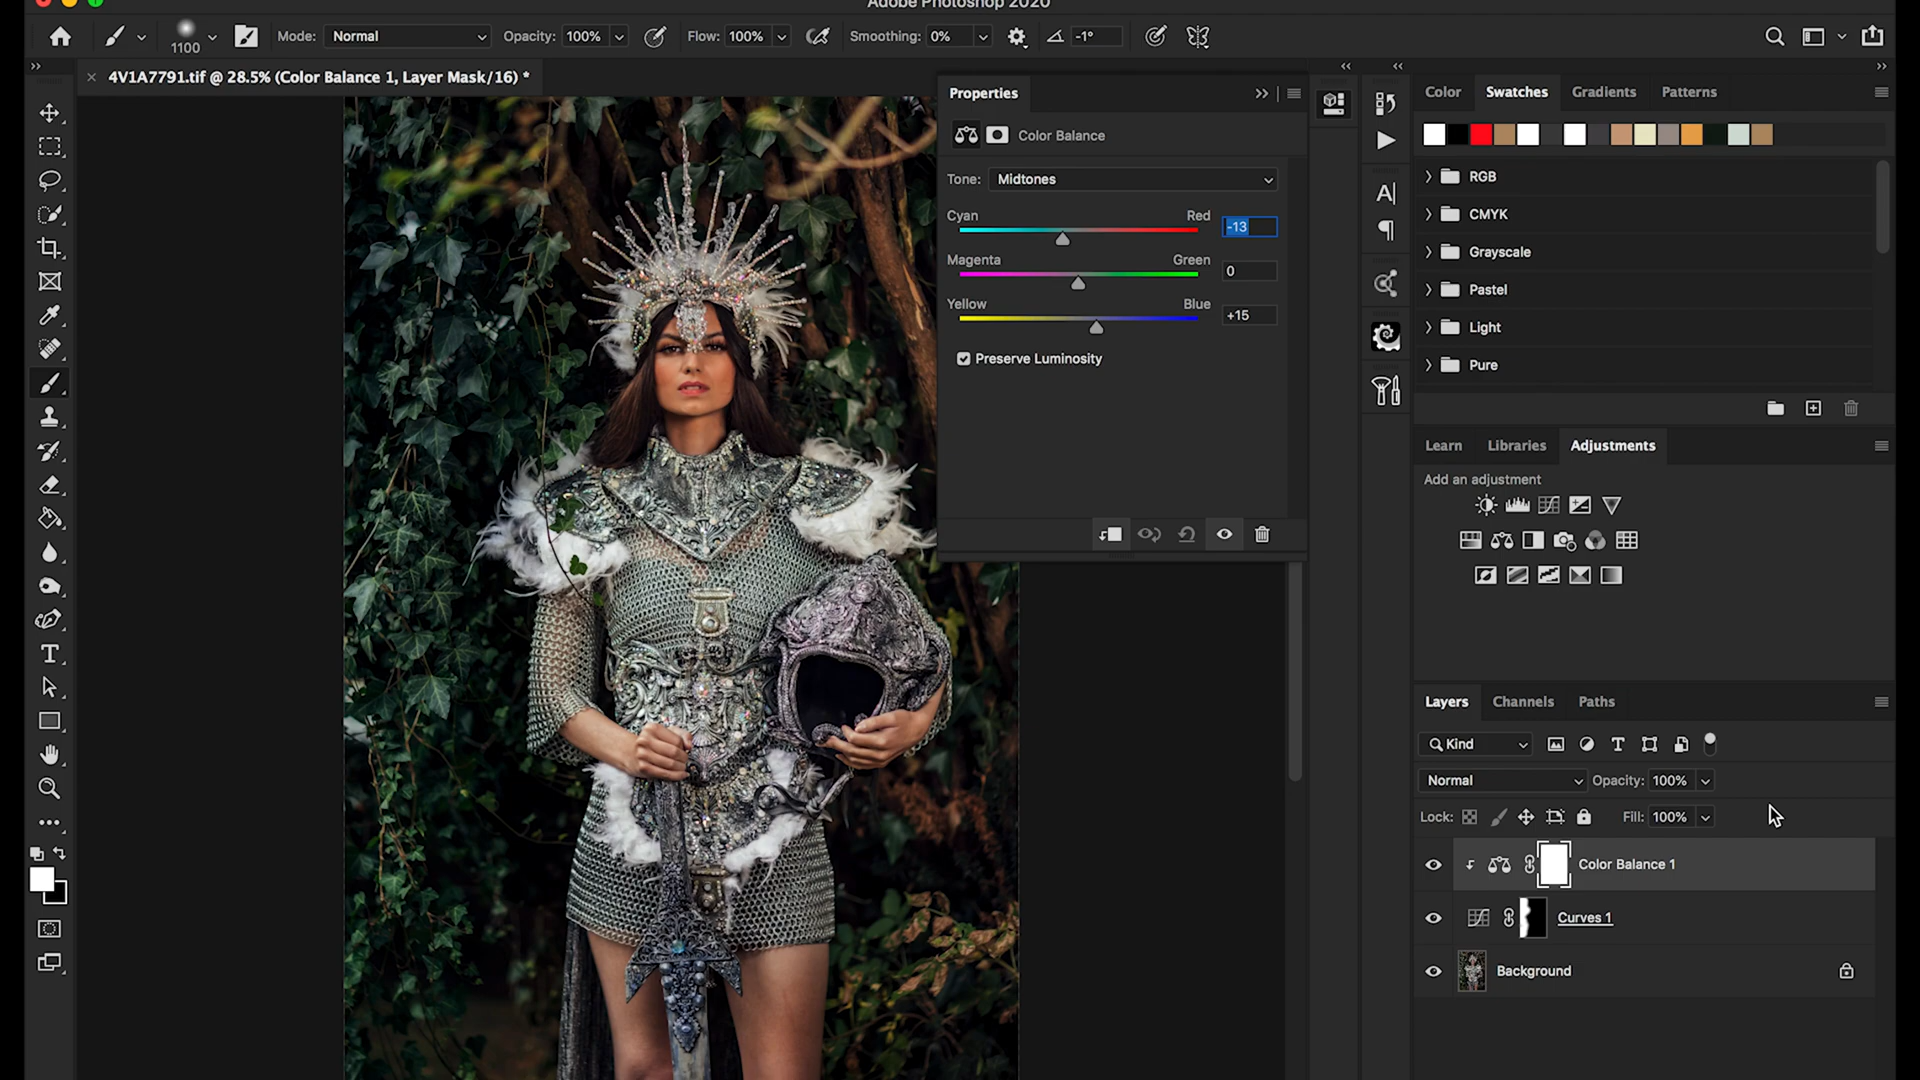 Adobe Photoshop 2020
1100
Mode: Normal
Opacity: 100%
Flow: 100%
Smoothing: 0%
-1°
4V1A7791.tif @ 28.5% (Color Balance 1, Layer Mask/16) *
Properties
Color Balance
Tone: Midtones
Cyan Red -13
Magenta Green 0
Yellow Blue +15
Preserve Luminosity
Color Swatches Gradients Patterns
RGB
CMYK
Grayscale
Pastel
Light
Pure
Learn Libraries Adjustments
Add an adjustment
Layers Channels Paths
Kind
Normal Opacity: 100%
Lock: Fill: 100%
Color Balance 1
Curves 1
Background